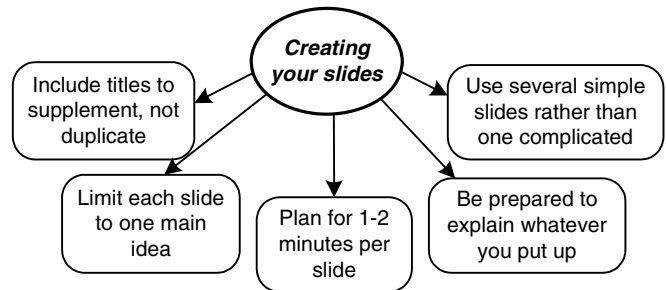 Creating
your slides
Include titles to
supplement, not
duplicate
Use several simple
slides rather than
one complicated
Limit each slide
to one main
idea
Plan for 1-2
minutes per
slide
Be prepared to
explain whatever
you put up